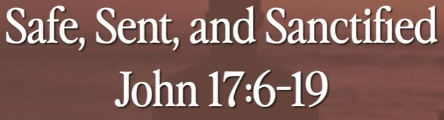 Safe, Sent, and Sanctified
John 17:6-19